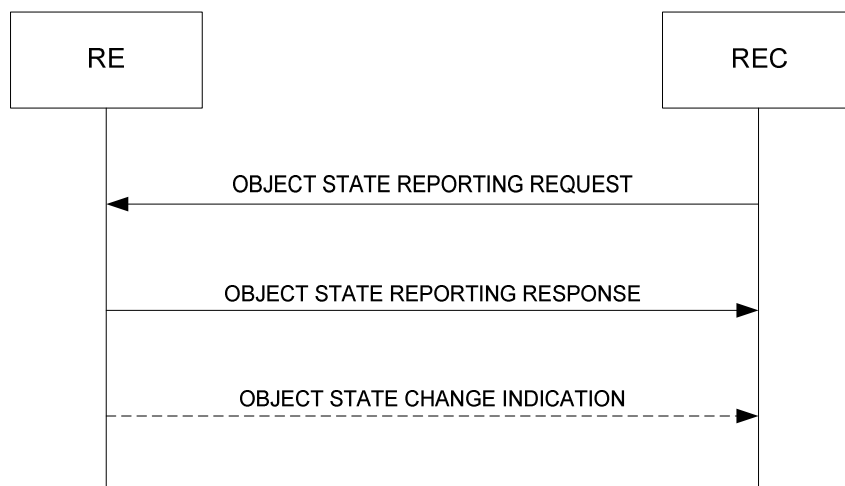 RE
REC
OBJECT STATE REPORTING REQUEST
OBJECT STATE REPORTING RESPONSE
OBJECT STATE CHANGE INDICATION